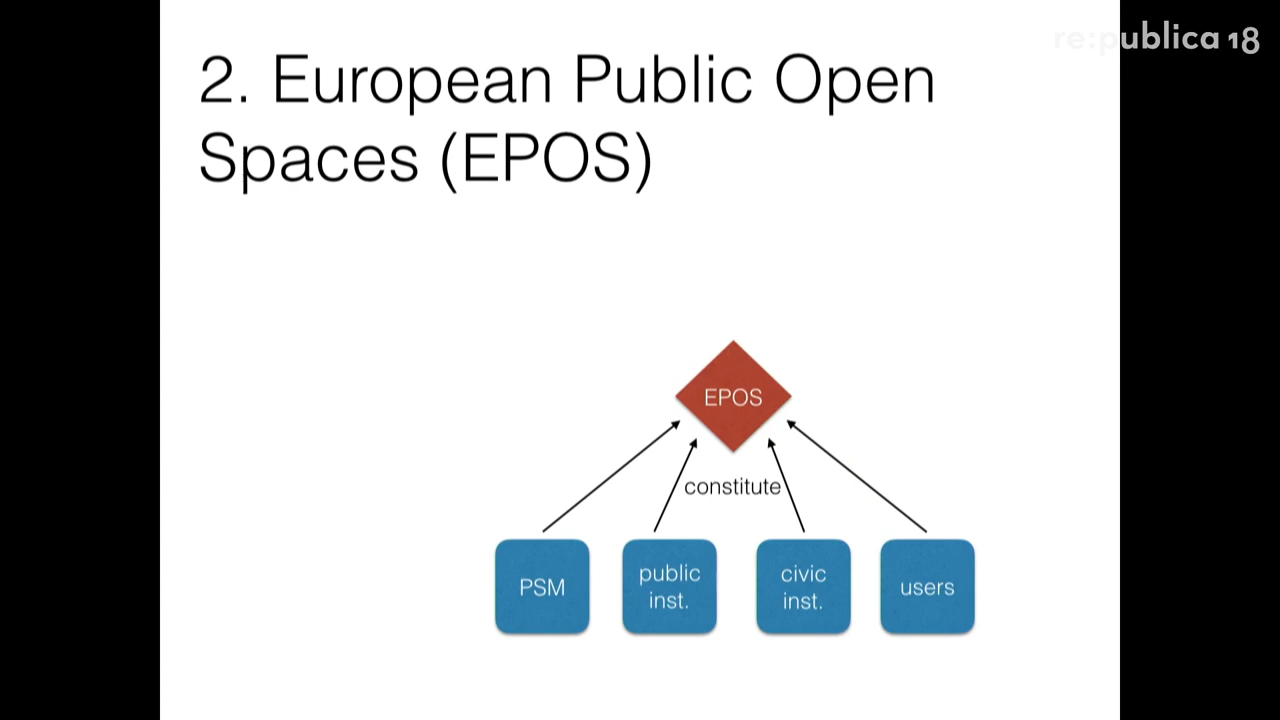 re:publica 18
2. European Public Open
Spaces (EPOS)
EPOS
constitute
PSM
public
inst.
civic
inst.
users